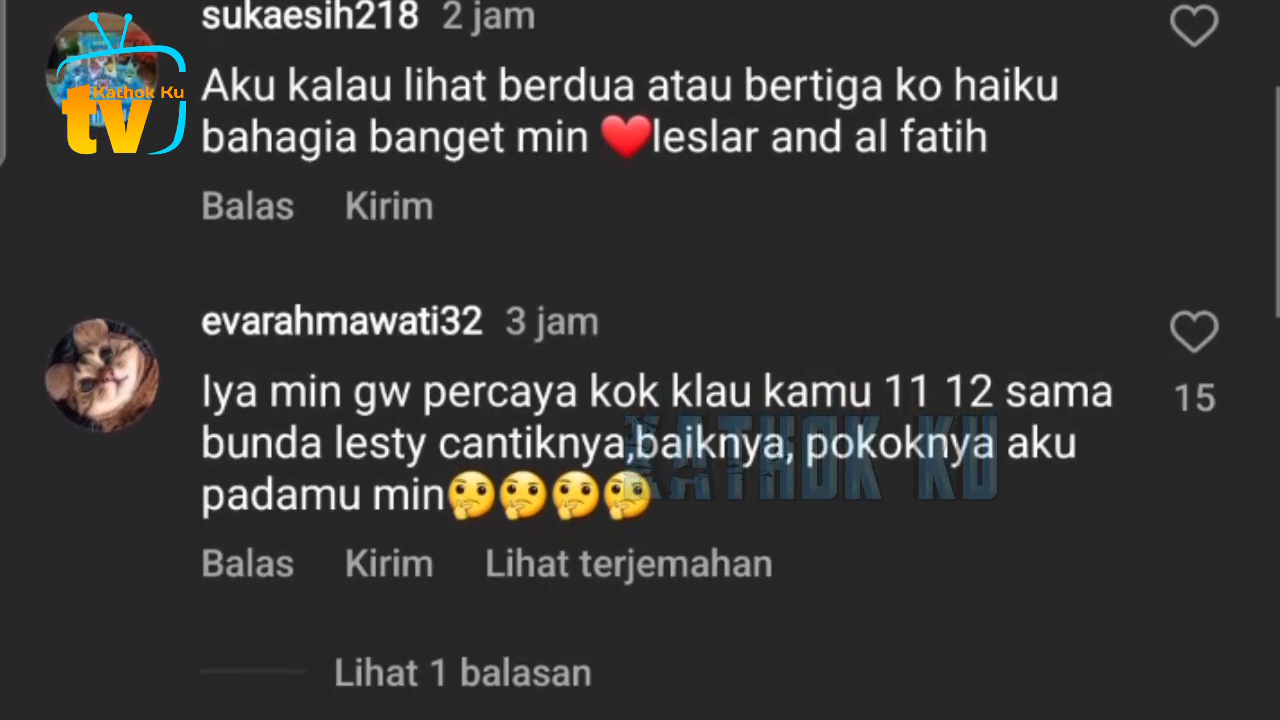 sukaesih218 2 jam
Aku kalau lihat berdua atau bertiga ko haiku
bahagia banget min ❤️leslar and al fatih
Balas Kirim
Kathok Ku
tv
evarahmawati32 3 jam
Iya min gw percaya kok klau kamu 11 12 sama
15
bunda lesty cantiknya,baiknya, pokoknya aku
padamu min🤔🤔🤔🤔
KATHOK KU
Balas Kirim Lihat terjemahan
Lihat 1 balasan